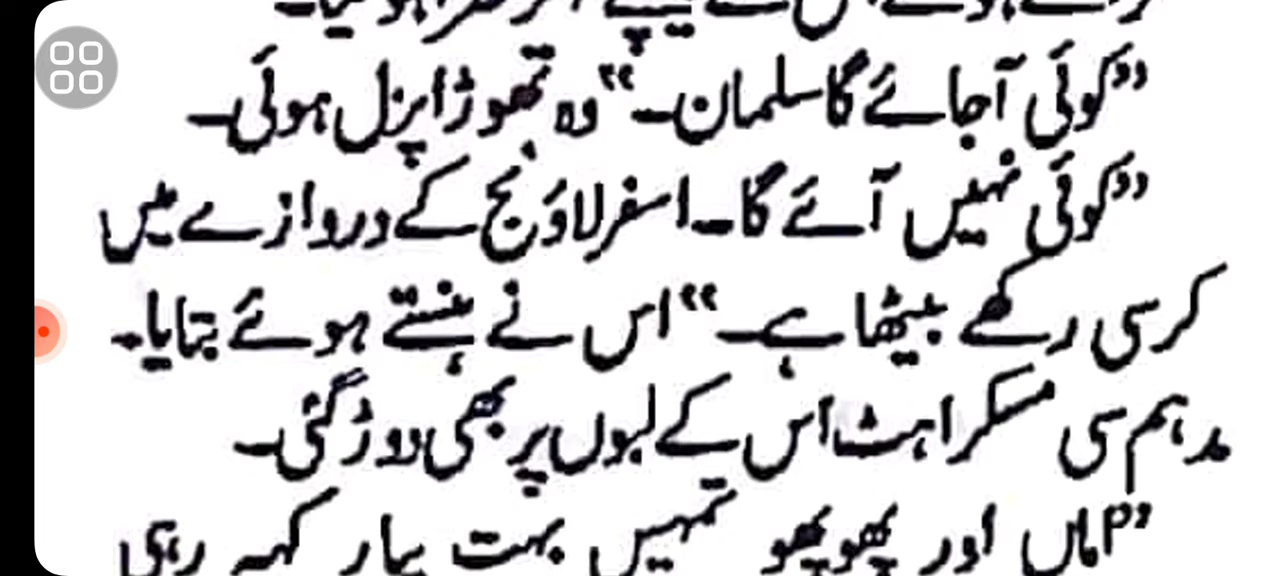 ”کوئی آجائے گا سلمان۔“ وہ تھوڑا پزل ہوئی۔
”کوئی نہیں آئے گا۔ اسفر لاؤنج کے دروازے میں
کرسی رکھے بیٹھا ہے۔“ اس نے ہنستے ہوئے بتایا۔
مدہم سی مسکراہٹ اس کے لبوں پر بھی دوڑ گئی۔
”اماں اور پھوپھو تمہیں بہت پیار کہہ رہی